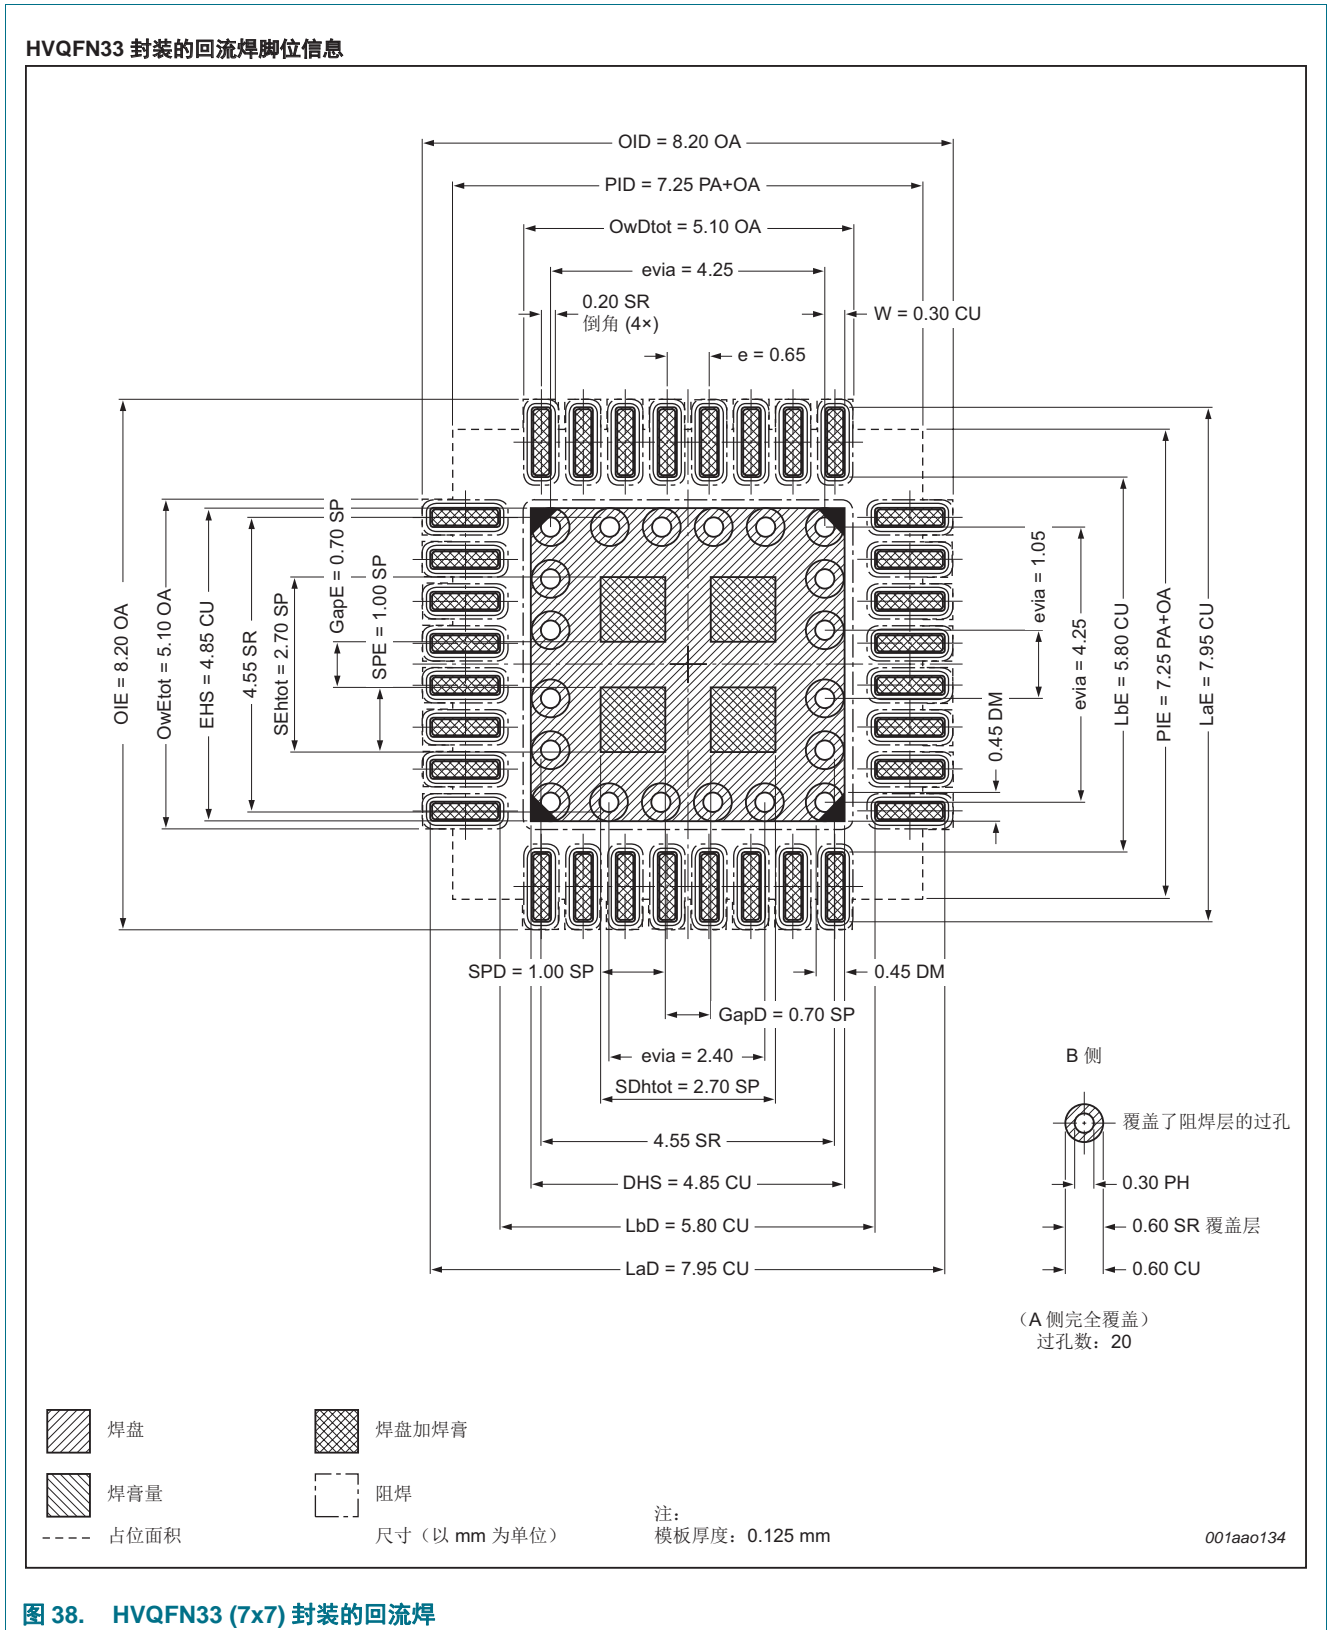 HVQFN33 封装的回流焊脚位信息
OID = 8.20 OA
PID = 7.25 PA+OA
OwDtot = 5.10 OA
evia = 4.25
0.20 SR
倒角 (4×)
W = 0.30 CU
e = 0.65
OIE = 8.20 OA
OwEtot = 5.10 OA
EHS = 4.85 CU
4.55 SR
SEhtot = 2.70 SP
GapE = 0.70 SP
SPE = 1.00 SP
evia = 1.05
0.45 DM
evia = 4.25
LbE = 5.80 CU
PIE = 7.25 PA+OA
LaE = 7.95 CU
SPD = 1.00 SP
0.45 DM
GapD = 0.70 SP
evia = 2.40
SDhtot = 2.70 SP
4.55 SR
DHS = 4.85 CU
LbD = 5.80 CU
LaD = 7.95 CU
B 侧
覆盖了阻焊层的过孔
0.30 PH
0.60 SR 覆盖层
0.60 CU
（A 侧完全覆盖）
过孔数：20
焊盘
焊盘加焊膏
焊膏量
阻焊
占位面积
尺寸（以 mm 为单位）
注：
模板厚度：0.125 mm
001aao134
图 38. HVQFN33 (7x7) 封装的回流焊